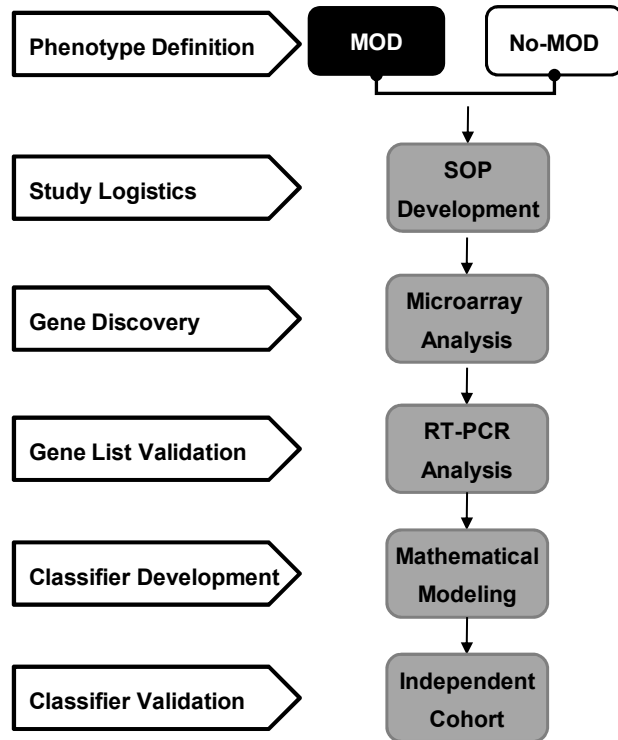 Phenotype Definition
MOD
No-MOD
Study Logistics
SOP
Development
Gene Discovery
Microarray
Analysis
Gene List Validation
RT-PCR
Analysis
Classifier Development
Mathematical
Modeling
Classifier Validation
Independent
Cohort